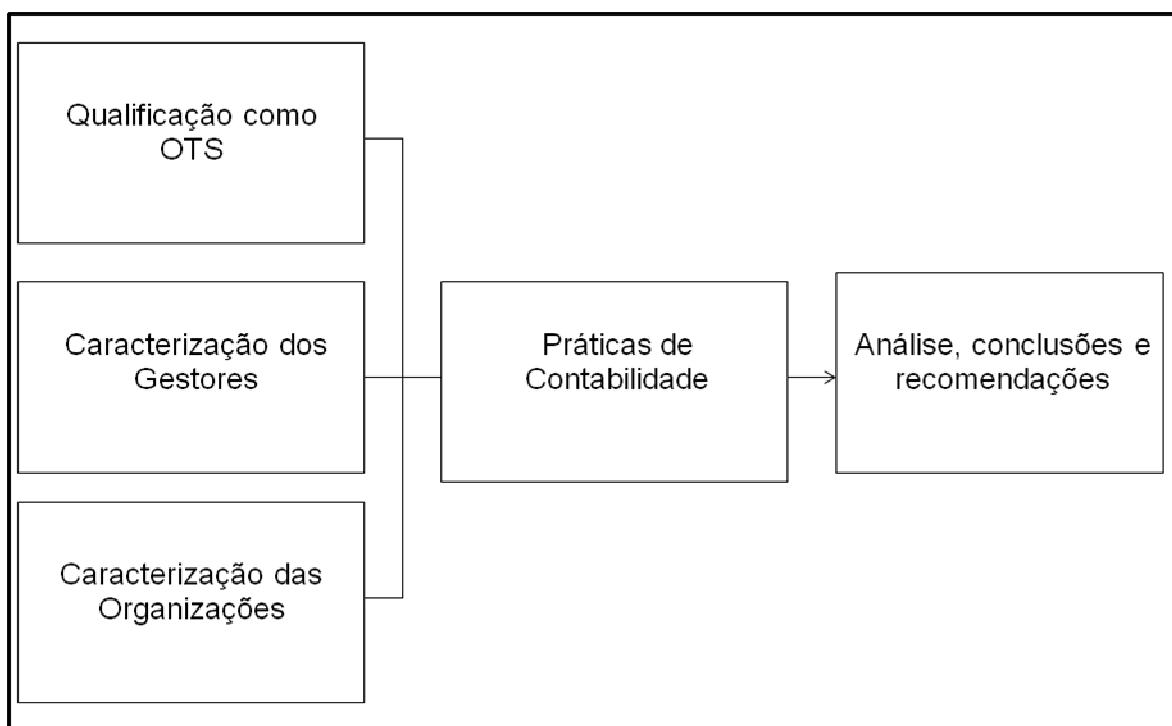 Qualificação como
OTS
Caracterização dos
Gestores
Caracterização das
Organizações
Práticas de
Contabilidade
Análise, conclusões e
recomendações